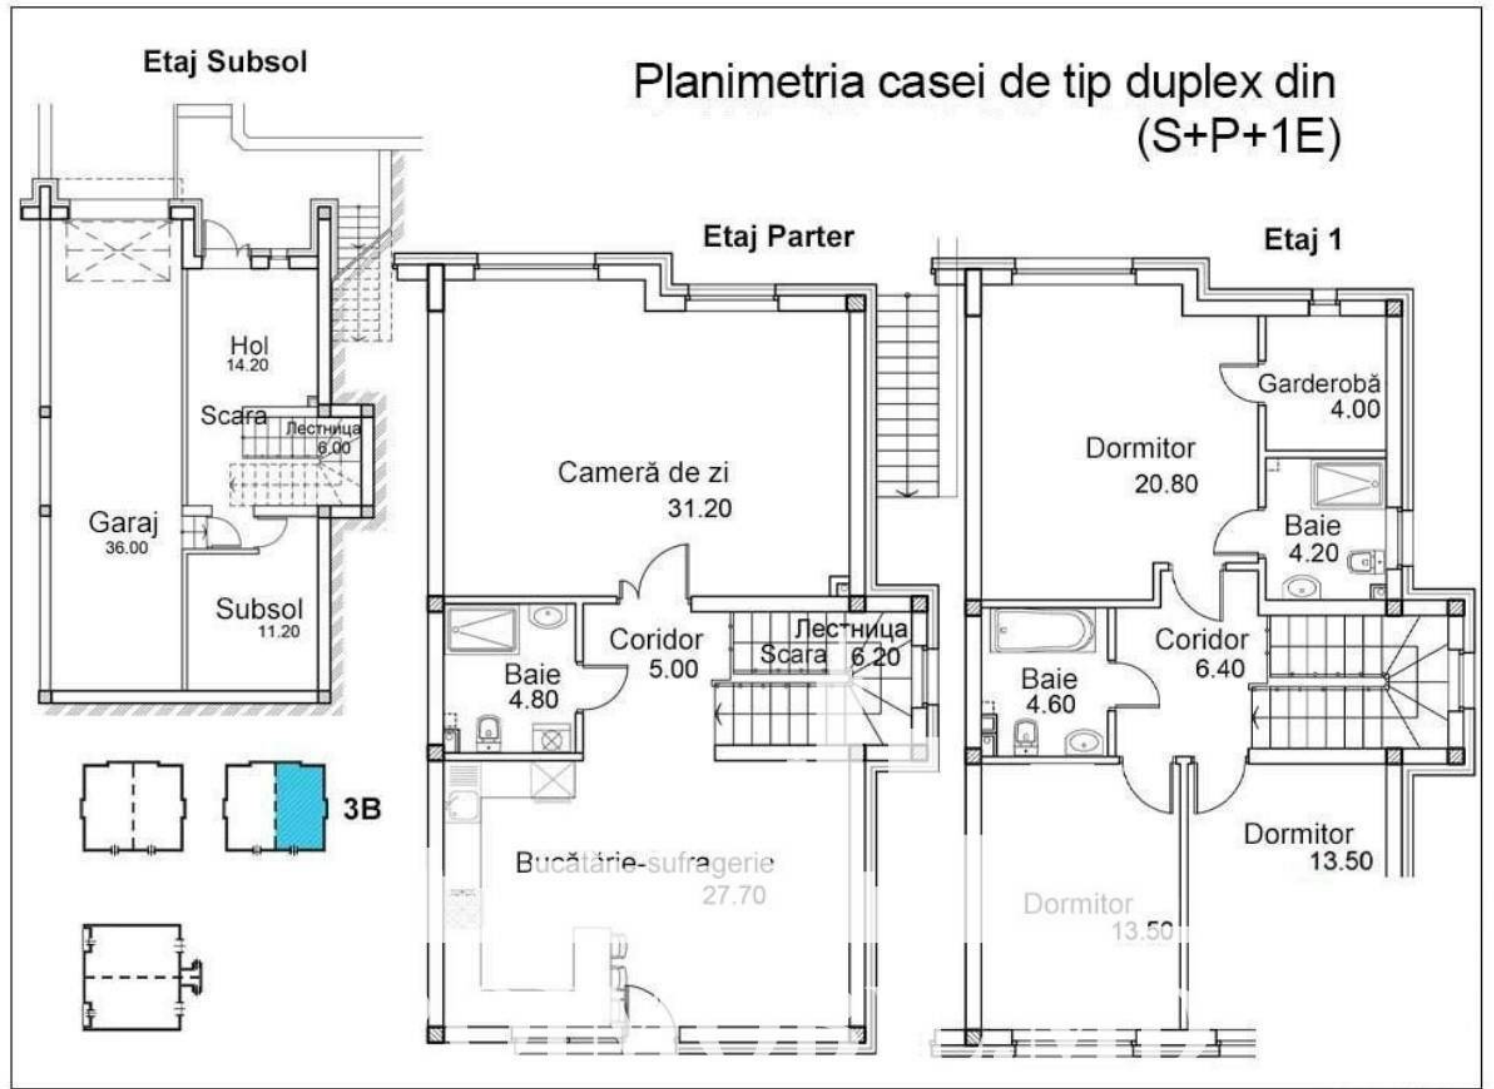 Etaj Subsol
Planimetria casei de tip duplex din
(S+P+1E)
Etaj Parter
Etaj 1
Hol
14.20
Scara
Лестница
6.00
Garaj
36.00
Subsol
11.20
3B
Cameră de zi
31.20
Coridor
5.00
Лестница
Scara 6.20
Baie
4.80
Bucătărie-sufragerie
27.70
Garderobă
4.00
Dormitor
20.80
Baie
4.20
Coridor
6.40
Baie
4.60
Dormitor
13.50
Dormitor
13.50